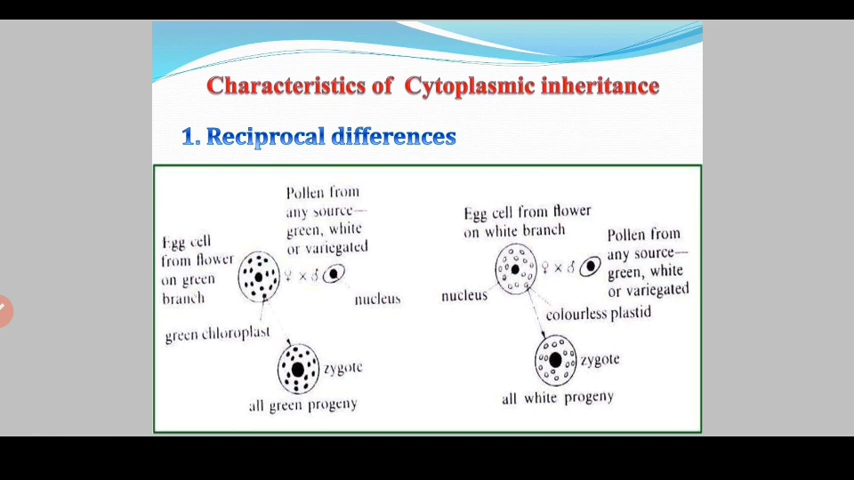 Characteristics of Cytoplasmic inheritance
1. Reciprocal differences
Pollen from
any source—
green, white
or variegated
Egg cell
from flower
on green
branch
♀ × ♂
nucleus
green chloroplast
zygote
all green progeny
Egg cell from flower
on white branch
Pollen from
any source—
green, white
or variegated
♀ × ♂
nucleus
colourless plastid
zygote
all white progeny